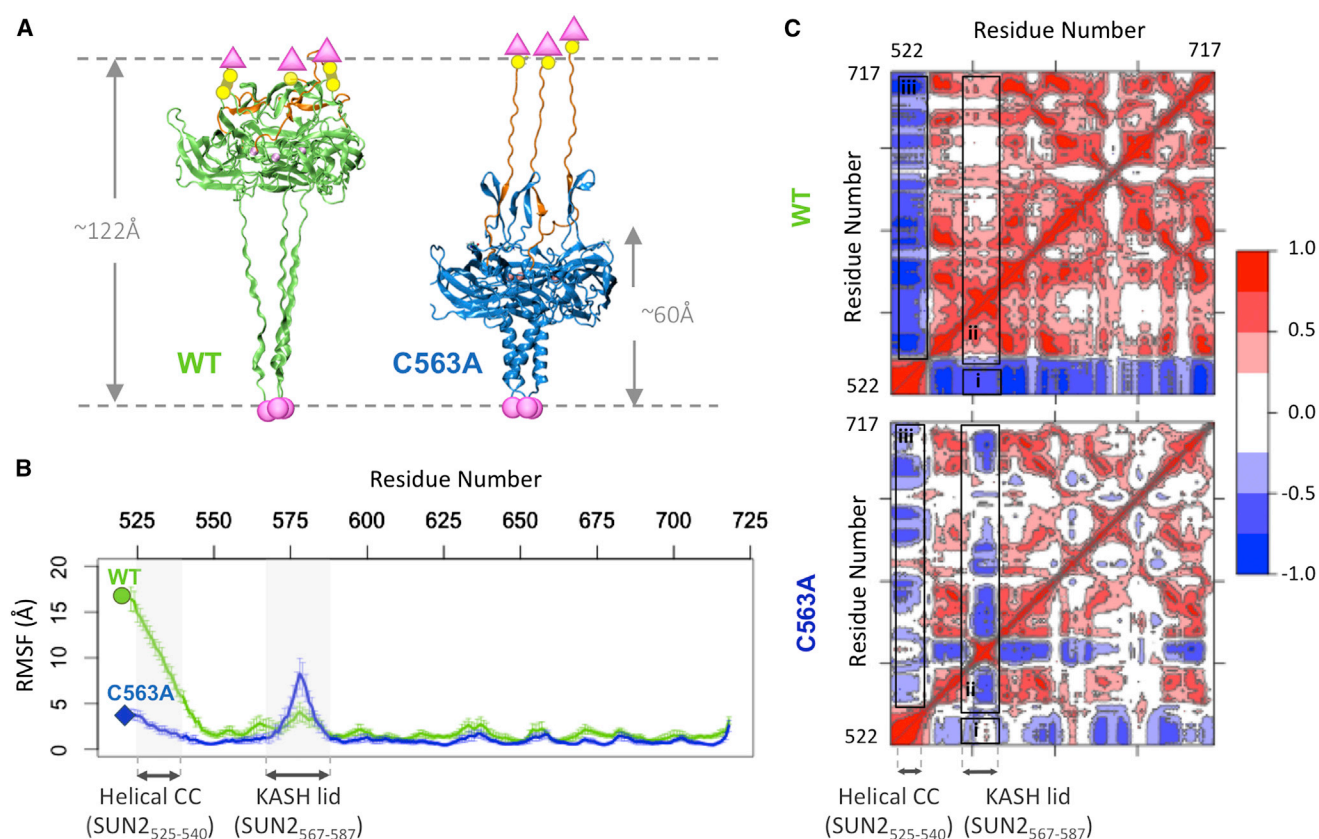 A
~122Å
WT
C563A
~60Å
B
Residue Number
525 550 575 600 625 650 675 700 725
20
15
10
5
0
RMSF (Å)
WT
C563A
Helical CC
(SUN2525-540)
KASH lid
(SUN2567-587)
C
Residue Number
522 717
717
522
Residue Number
WT
iii
ii
i
717
522
Residue Number
C563A
iii
ii
i
1.0
0.5
0.0
-0.5
-1.0
Helical CC
(SUN2525-540)
KASH lid
(SUN2567-587)